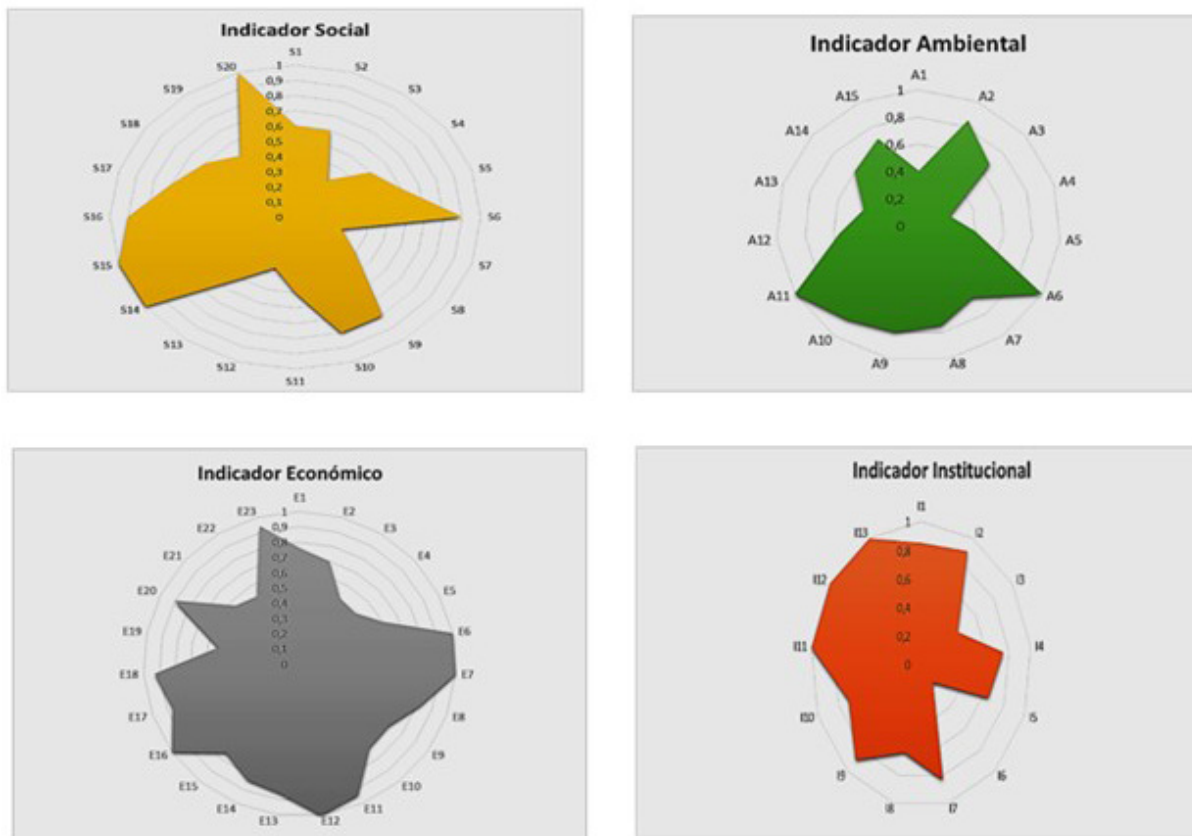 Indicador Social
S1
S2
S3
S4
S5
S6
S7
S8
S9
S10
S11
S12
S13
S14
S15
S16
S17
S18
S19
S20
1
0,9
0,8
0,7
0,6
0,5
0,4
0,3
0,2
0,1
0
Indicador Ambiental
A1
A2
A3
A4
A5
A6
A7
A8
A9
A10
A11
A12
A13
A14
A15
1
0,8
0,6
0,4
0,2
0
Indicador Económico
E1
E2
E3
E4
E5
E6
E7
E8
E9
E10
E11
E12
E13
E14
E15
E16
E17
E18
E19
E20
E21
E22
E23
1
0,9
0,8
0,7
0,6
0,5
0,4
0,3
0,2
0,1
0
Indicador Institucional
I1
I2
I3
I4
I5
I6
I7
I8
I9
I10
I11
I12
I13
1
0,8
0,6
0,4
0,2
0